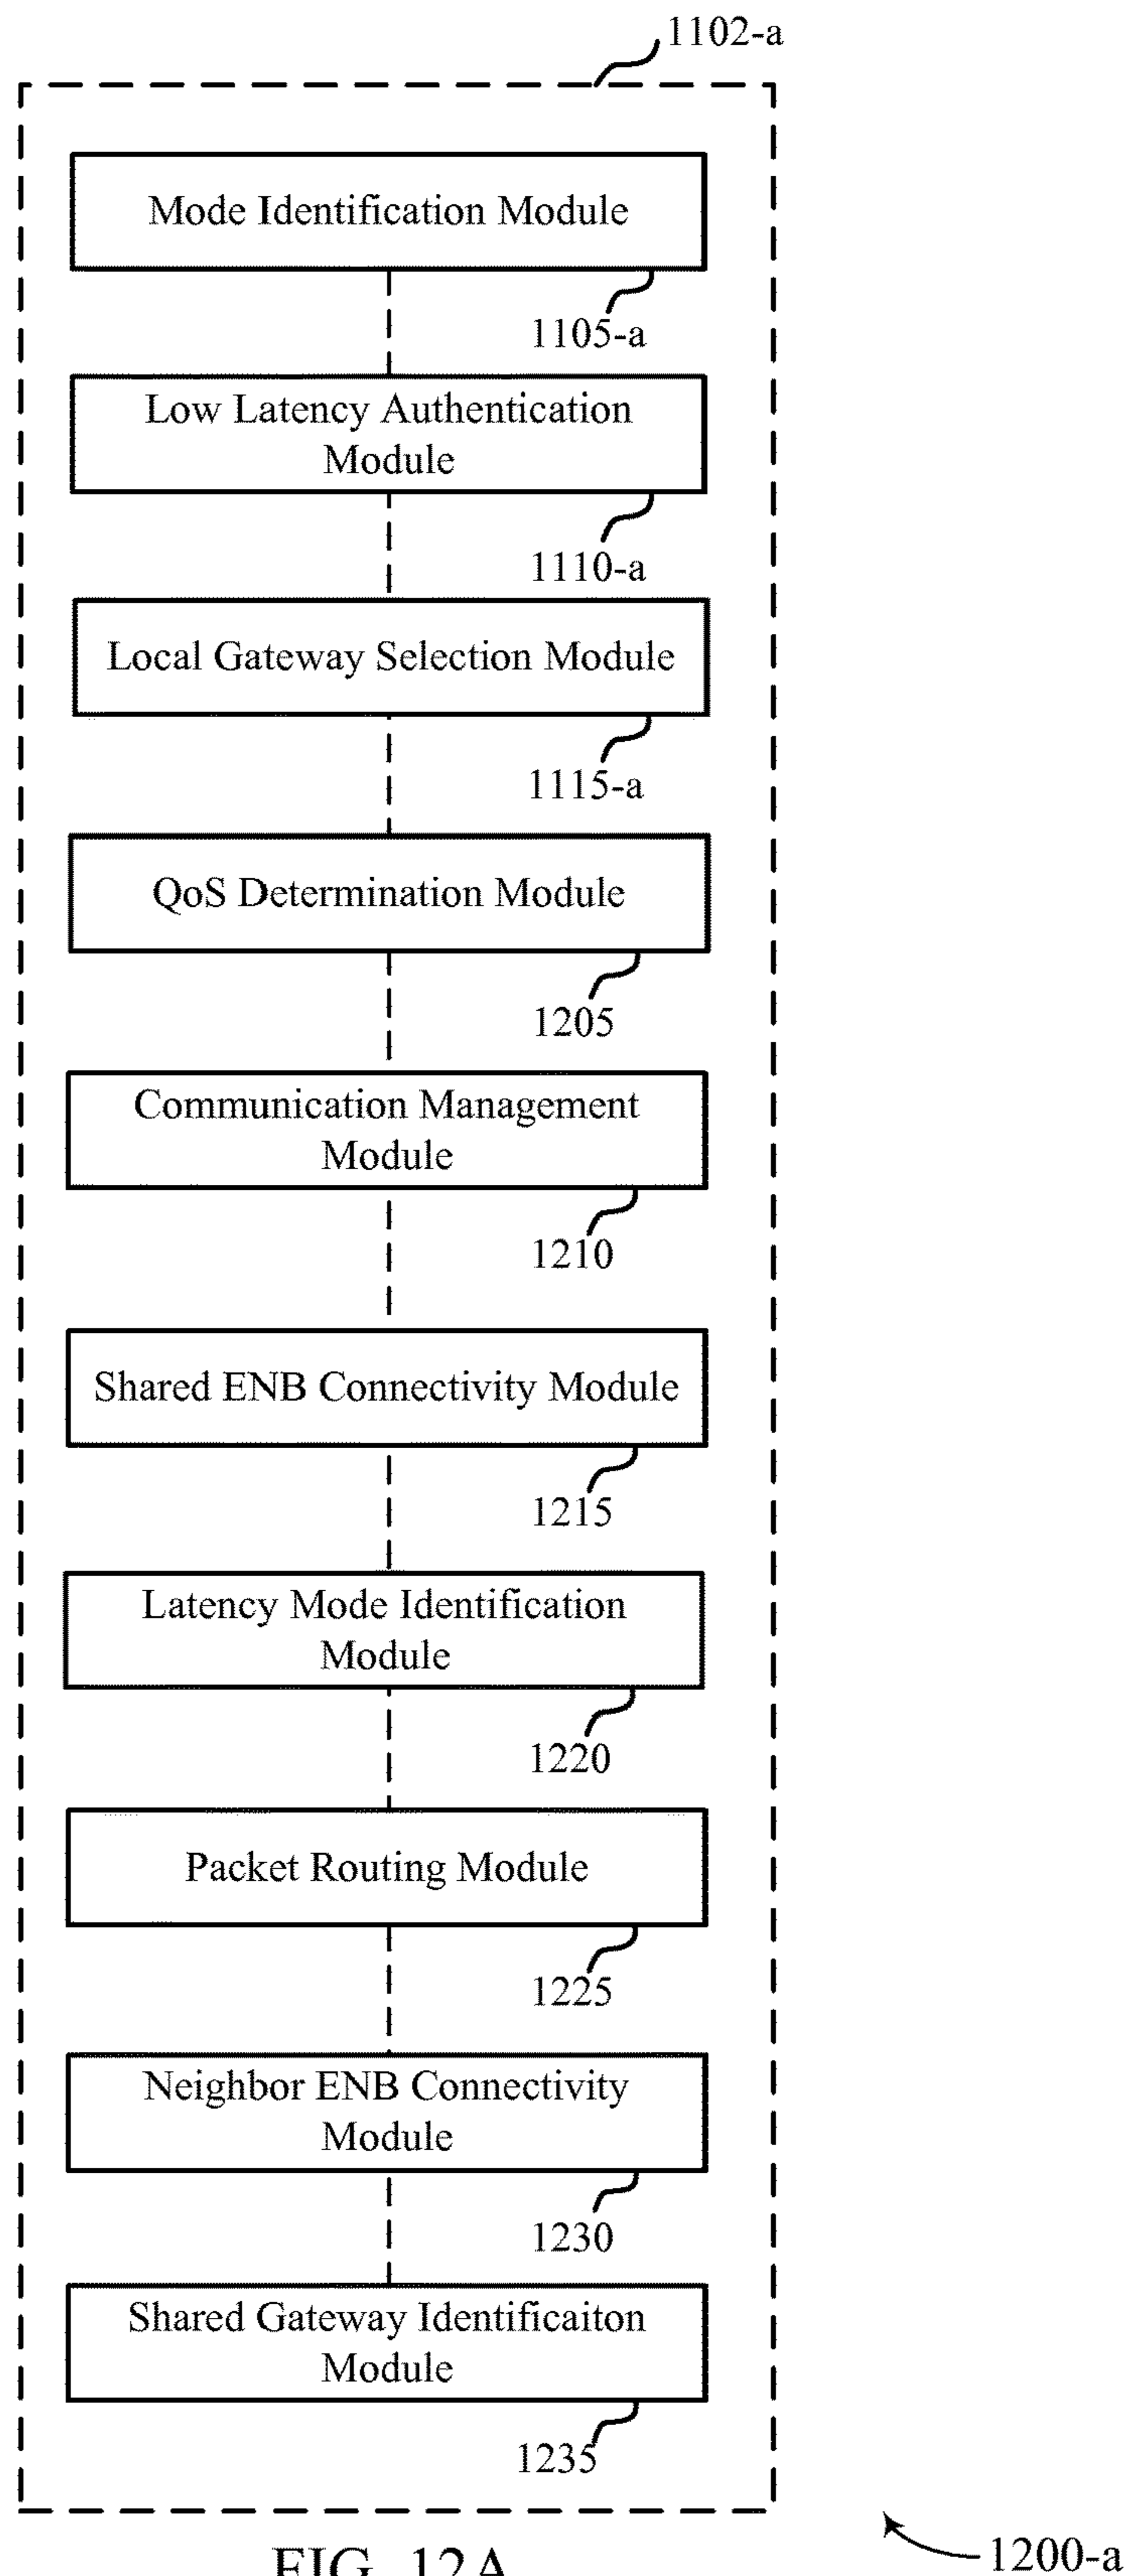 1102-a
Mode Identification Module
1105-a
Low Latency Authentication
Module
1110-a
Local Gateway Selection Module
1115-a
QoS Determination Module
1205
Communication Management
Module
1210
Shared ENB Connectivity Module
1215
Latency Mode Identification
Module
1220
Packet Routing Module
1225
Neighbor ENB Connectivity
Module
1230
Shared Gateway Identificaiton
Module
1235
1200-a
FIG. 12A